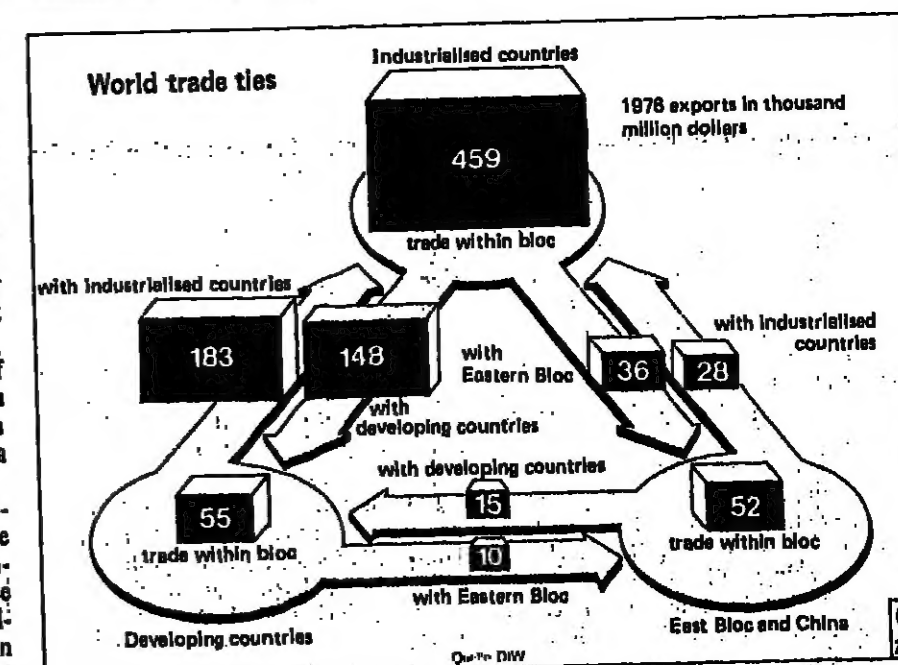 World trade ties
Industrialised countries
1976 exports in thousand
million dollars
459
trade within bloc
with industrialised countries
183
148
with
Eastern Bloc
36
28
with industrialised
countries
with
developing countries
with developing countries
15
55
trade within bloc
52
trade within bloc
10
with Eastern Bloc
Developing countries
East Bloc and China
DIW